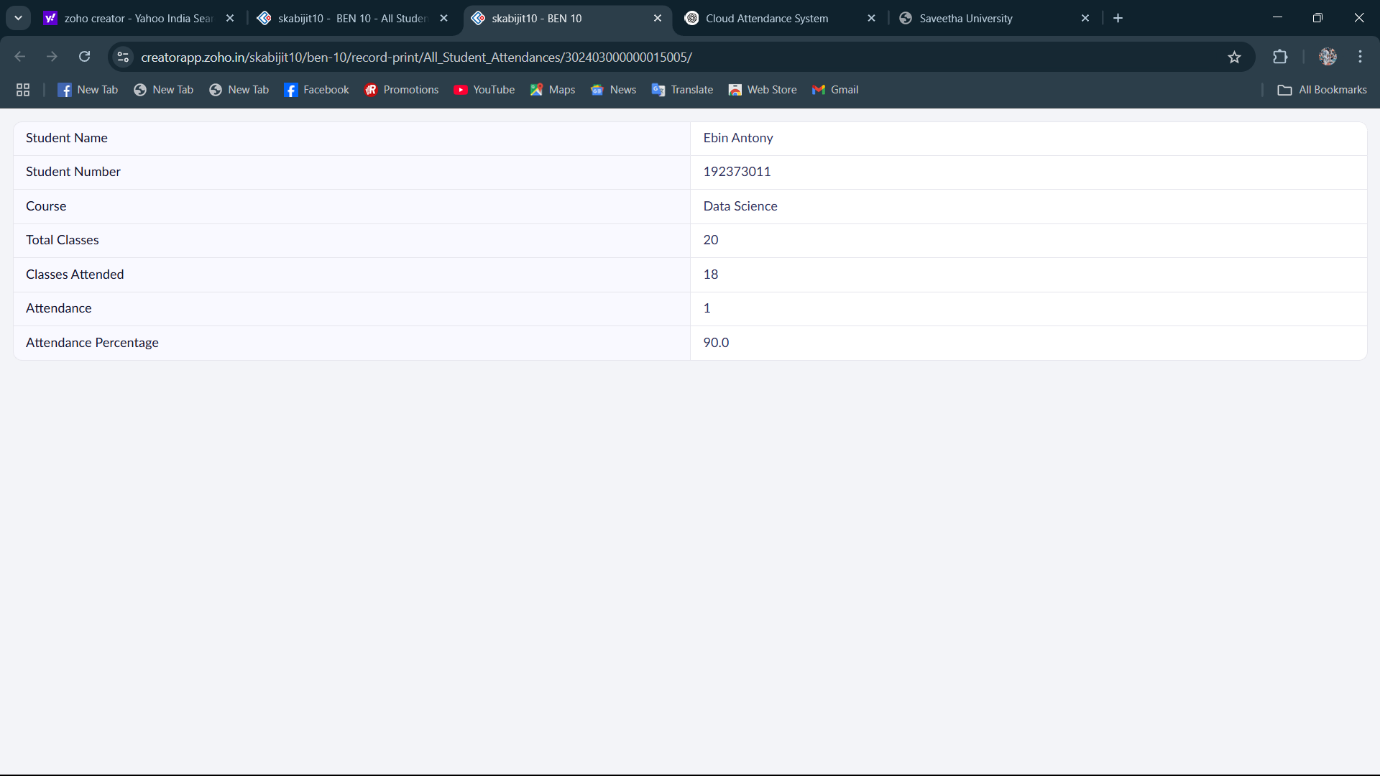 zoho creator - Yahoo India Sear
skabijit10 - BEN 10 - All Studen
skabijit10 - BEN 10
Cloud Attendance System
Saveetha University
creatorapp.zoho.in/skabijit10/ben-10/record-print/All_Student_Attendances/302403000000015005/
New Tab
New Tab
New Tab
Facebook
Promotions
YouTube
Maps
News
Translate
Web Store
Gmail
All Bookmarks
Student Name Ebin Antony
Student Number 192373011
Course Data Science
Total Classes 20
Classes Attended 18
Attendance 1
Attendance Percentage 90.0